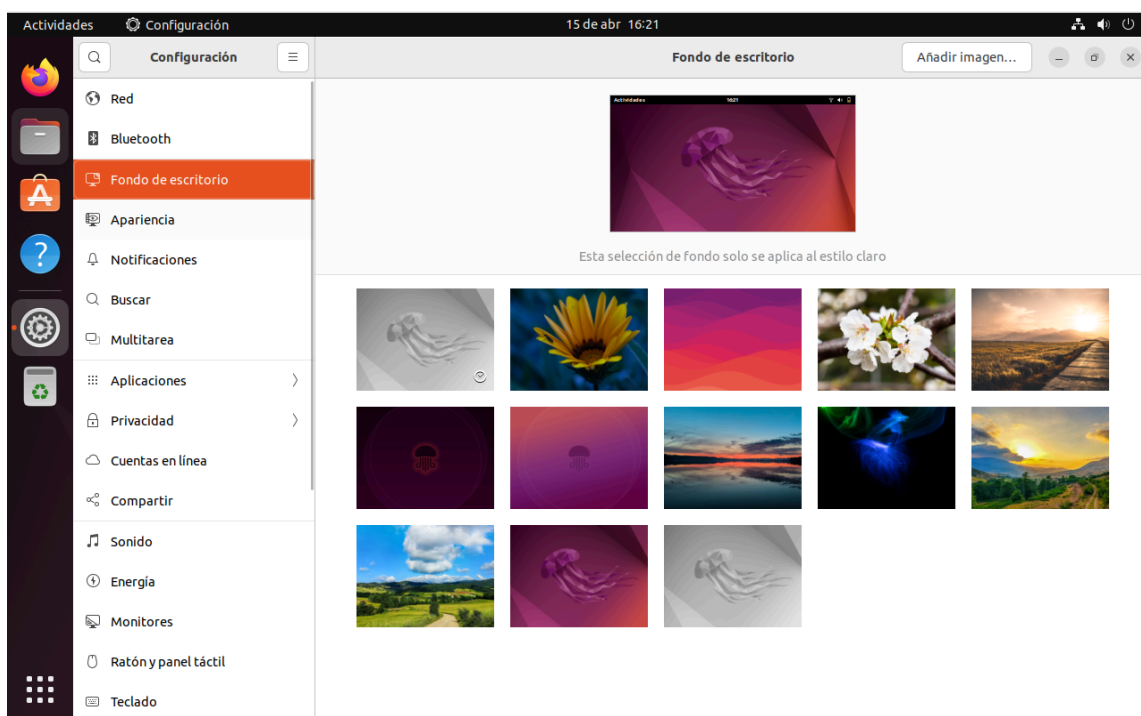 Actividades Configuración 15 de abr 16:21
Configuración Fondo de escritorio Añadir imagen...
Red
Bluetooth
Fondo de escritorio
Apariencia
Notificaciones
Buscar
Multitarea
Aplicaciones
Privacidad
Cuentas en línea
Compartir
Sonido
Energía
Monitores
Ratón y panel táctil
Teclado
Actividades 1621
Esta selección de fondo solo se aplica al estilo claro